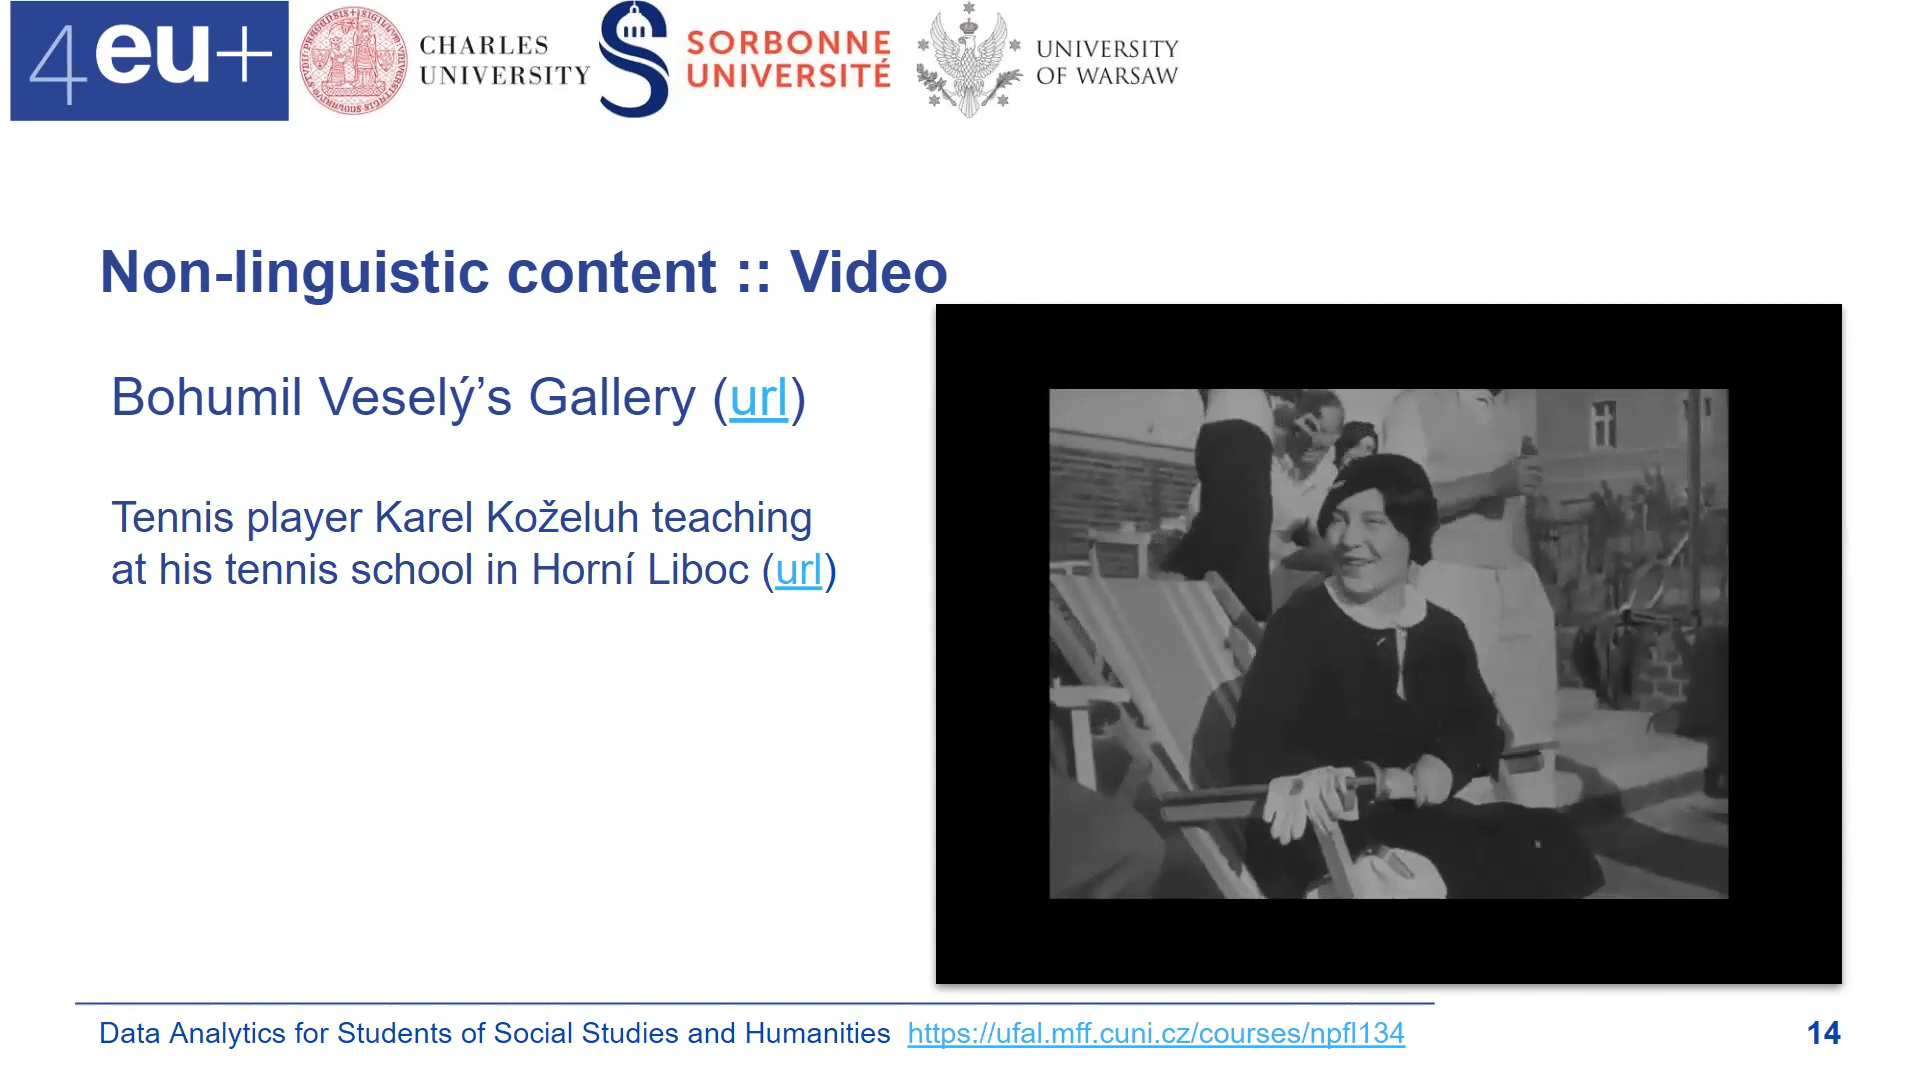 4eu+
CHARLES
UNIVERSITY
SORBONNE
UNIVERSITÉ
UNIVERSITY
OF WARSAW
Non-linguistic content :: Video
Bohumil Veselý’s Gallery (url)
Tennis player Karel Koželuh teaching
at his tennis school in Horní Liboc (url)
Data Analytics for Students of Social Studies and Humanities https://ufal.mff.cuni.cz/courses/npfl134
14